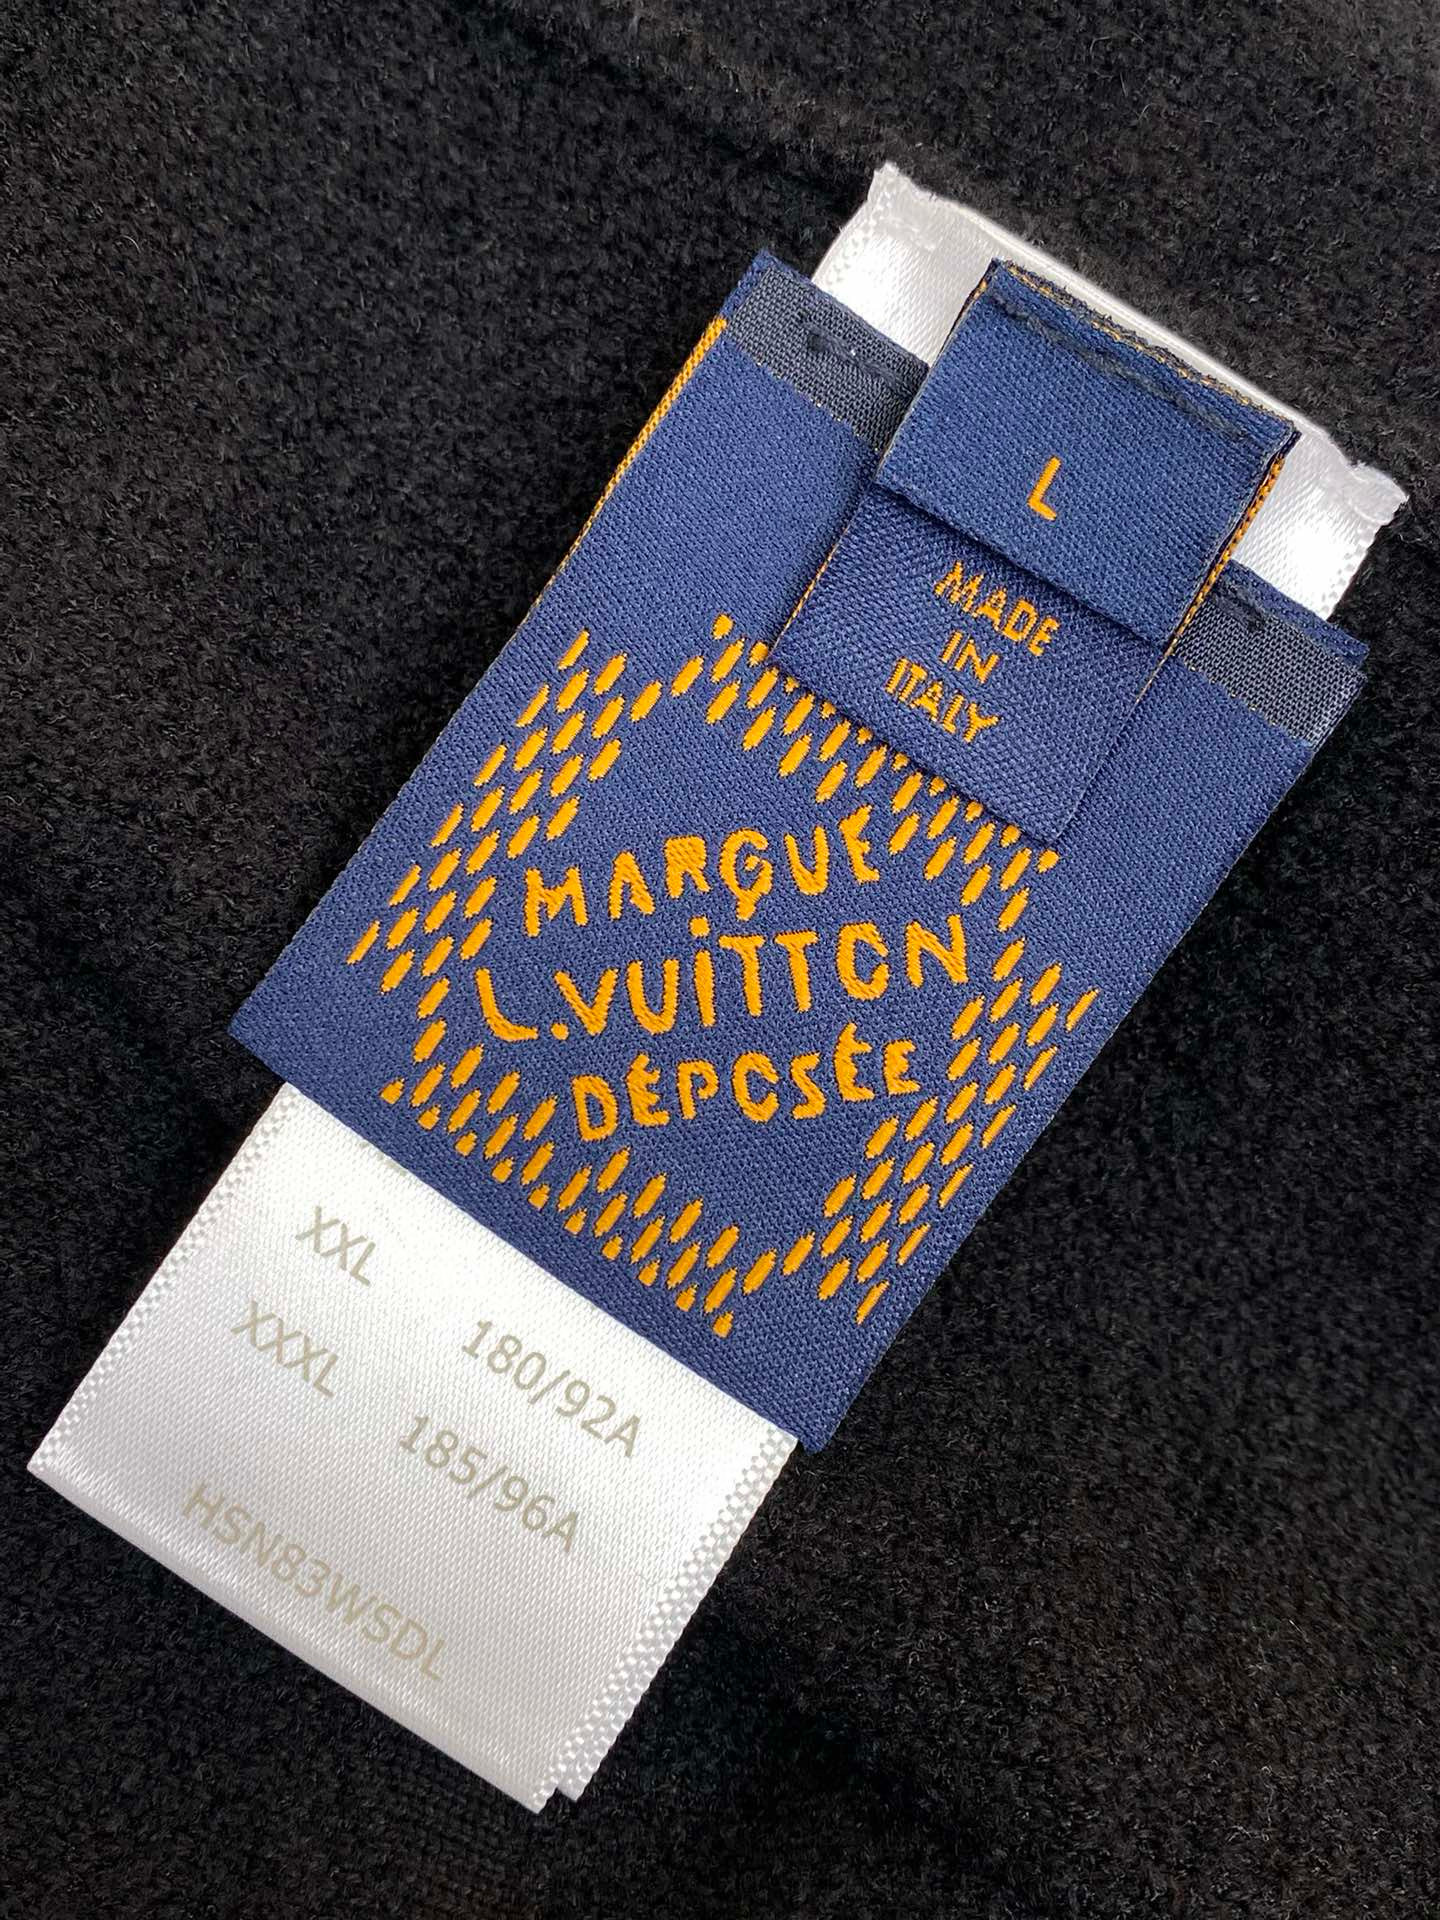 L
MADE
IN
ITALY
MARQUE
L.VUITTON
DÉPOSÉE
XXL 180/92A
XXXL 185/96A
HSN83WSDL